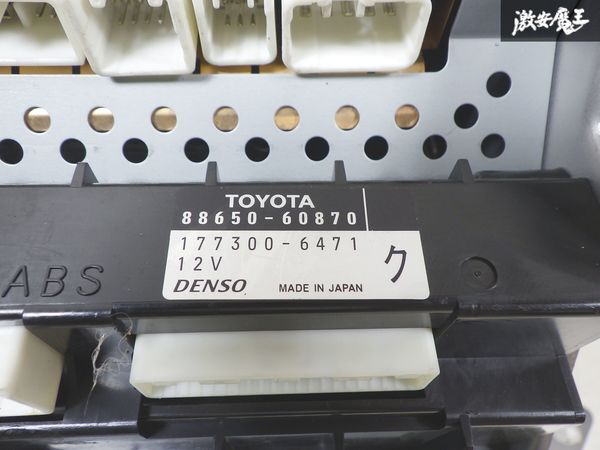 激安魔王
TOYOTA
88650-60870
177300-6471
12V
ク
DENSO MADE IN JAPAN
ABS